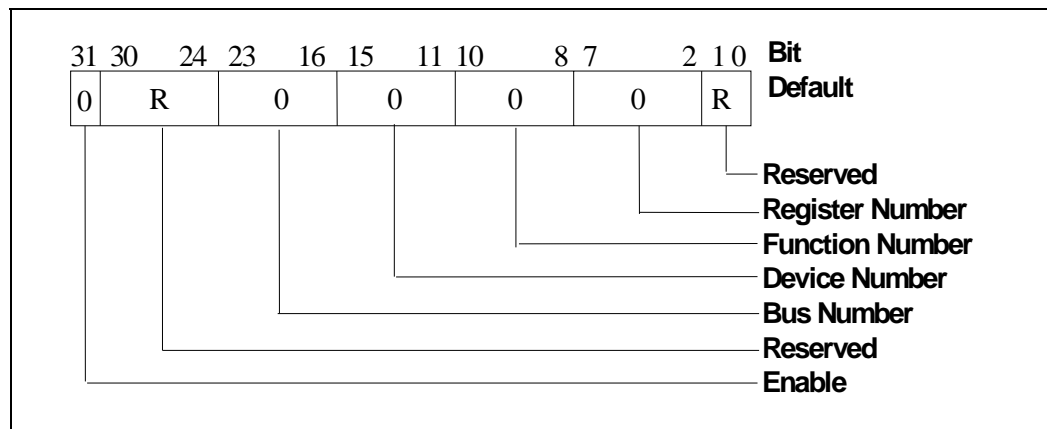 31 30 24 23 16 15 11 10 8 7 2 1 0 Bit
0 R 0 0 0 0 R Default
Reserved
Register Number
Function Number
Device Number
Bus Number
Reserved
Enable